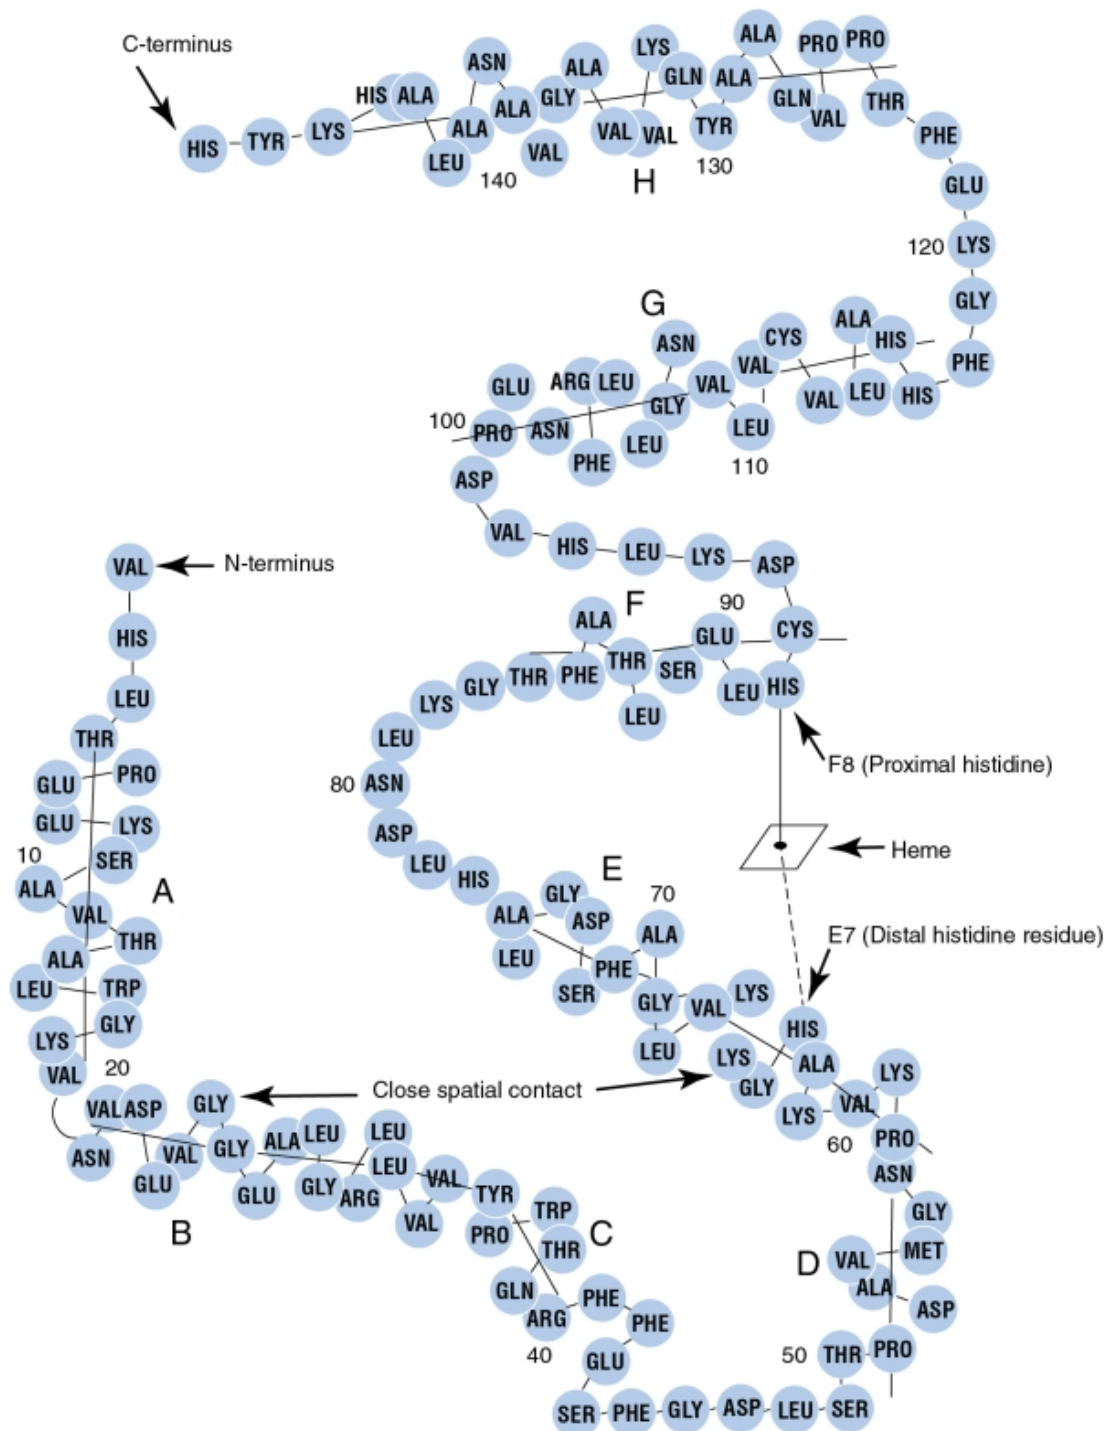 C-terminus
HIS TYR LYS HIS ALA LEU ALA ASN ALA GLY ALA VAL VAL VAL LYS GLN TYR ALA ALA GLN PRO VAL PRO THR PHE
140
H
130
GLU
120 LYS
GLY
PHE
G
ASN VAL VAL CYS ALA HIS
GLU ARG LEU GLY VAL LEU HIS
100 PRO ASN PHE LEU LEU
110
ASP
VAL HIS LEU LYS ASP
N-terminus
VAL
HIS
LEU
THR
GLU PRO
GLU LYS
10 SER
ALA A
VAL
THR
ALA
LEU TRP
LYS GLY
VAL
20
F
90
ALA GLU CYS
LYS GLY THR PHE THR SER LEU HIS
LEU LEU
F8 (Proximal histidine)
80 ASN
ASP
Heme
LEU HIS
E
70
ALA GLY ASP ALA
LEU SER PHE
GLY VAL LYS
LEU
E7 (Distal histidine residue)
HIS
LYS ALA LYS
GLY
LYS VAL
60 PRO
Close spatial contact
VAL ASP GLY
ASN GLU VAL GLY GLU ALA LEU GLY ARG LEU LEU VAL VAL TYR
B
PRO TRP
THR C
GLN
ARG PHE PHE
40
GLU
ASN
GLY
D VAL MET
ALA
ASP
50 THR PRO
SER PHE GLY ASP LEU SER